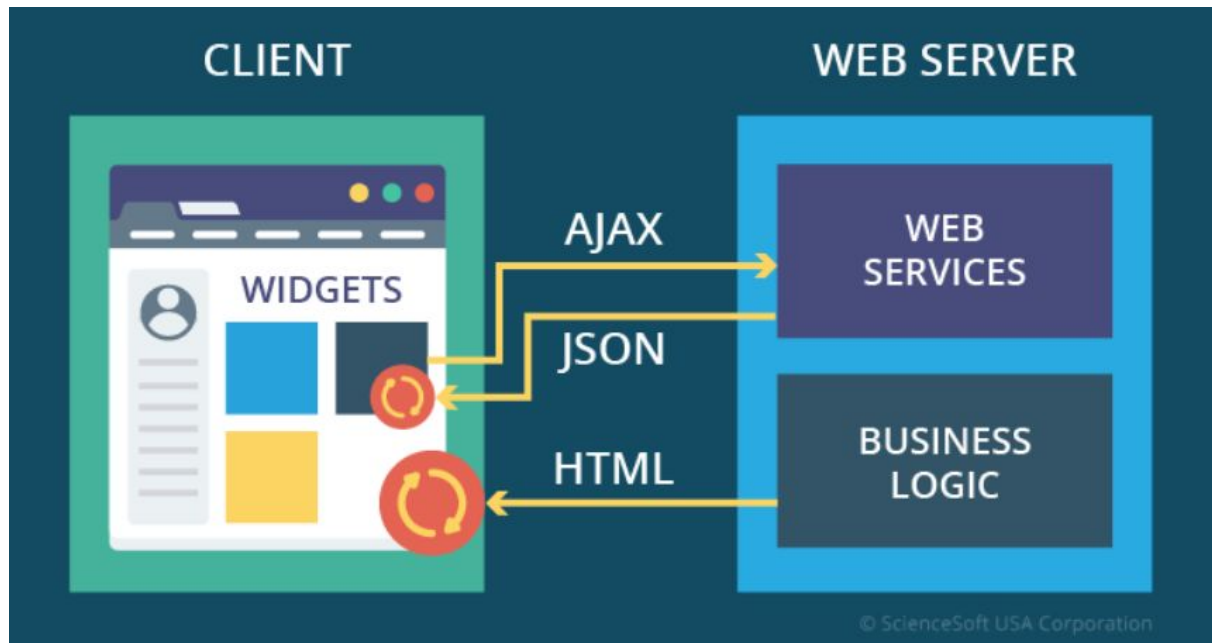 CLIENT
WEB SERVER
WIDGETS
AJAX
JSON
HTML
WEB
SERVICES
BUSINESS
LOGIC
© ScienceSoft USA Corporation